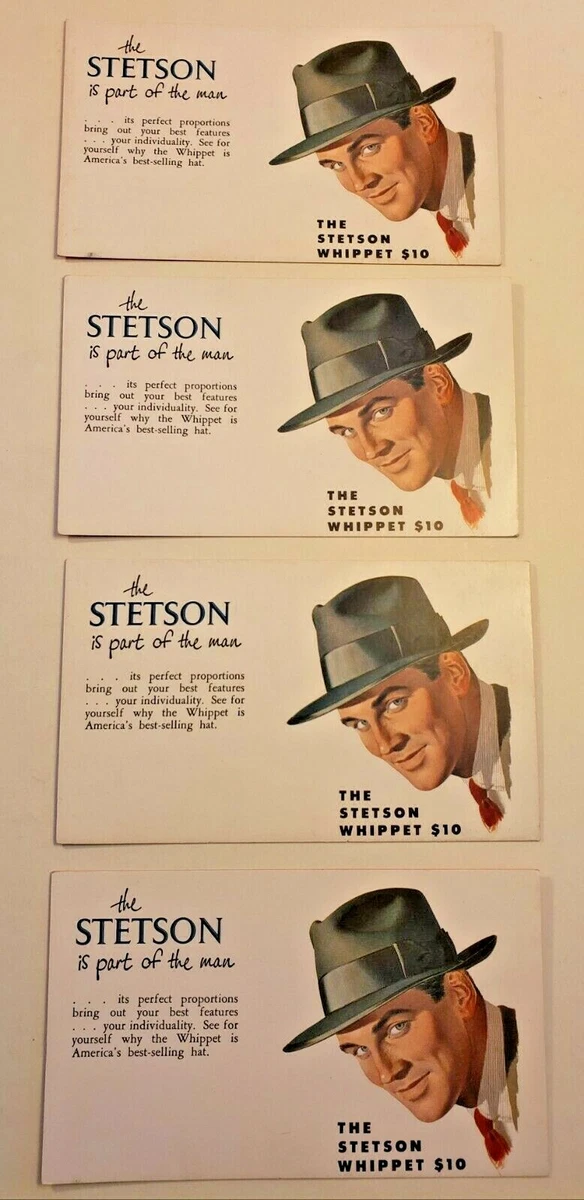 the
STETSON
is part of the man
. . . its perfect proportions
bring out your best features
. . . your individuality. See for
yourself why the Whippet is
America's best-selling hat.
THE
STETSON
WHIPPET $10
the
STETSON
is part of the man
. . . its perfect proportions
bring out your best features
. . . your individuality. See for
yourself why the Whippet is
America's best-selling hat.
THE
STETSON
WHIPPET $10
the
STETSON
is part of the man
. . . its perfect proportions
bring out your best features
. . . your individuality. See for
yourself why the Whippet is
America's best-selling hat.
THE
STETSON
WHIPPET $10
the
STETSON
is part of the man
. . . its perfect proportions
bring out your best features
. . . your individuality. See for
yourself why the Whippet is
America's best-selling hat.
THE
STETSON
WHIPPET $10